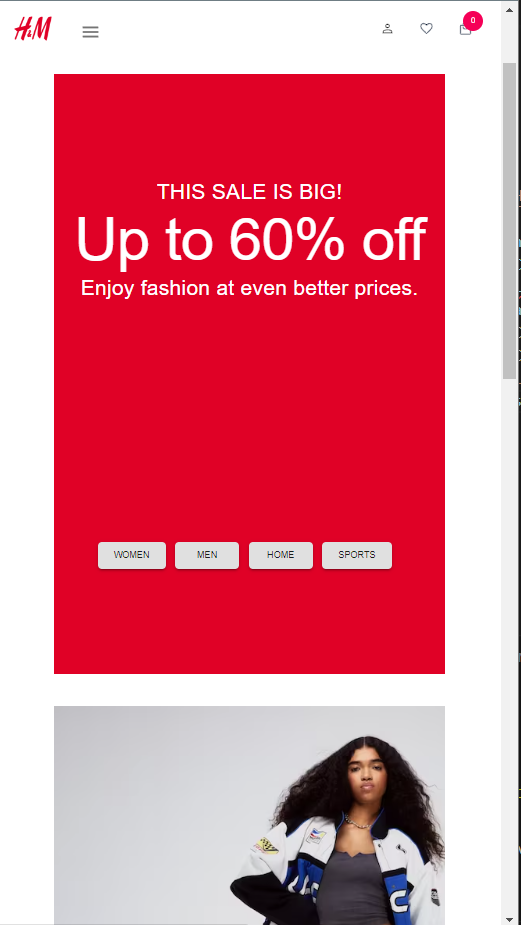 H&M
0
THIS SALE IS BIG!
Up to 60% off
Enjoy fashion at even better prices.
WOMEN MEN HOME SPORTS